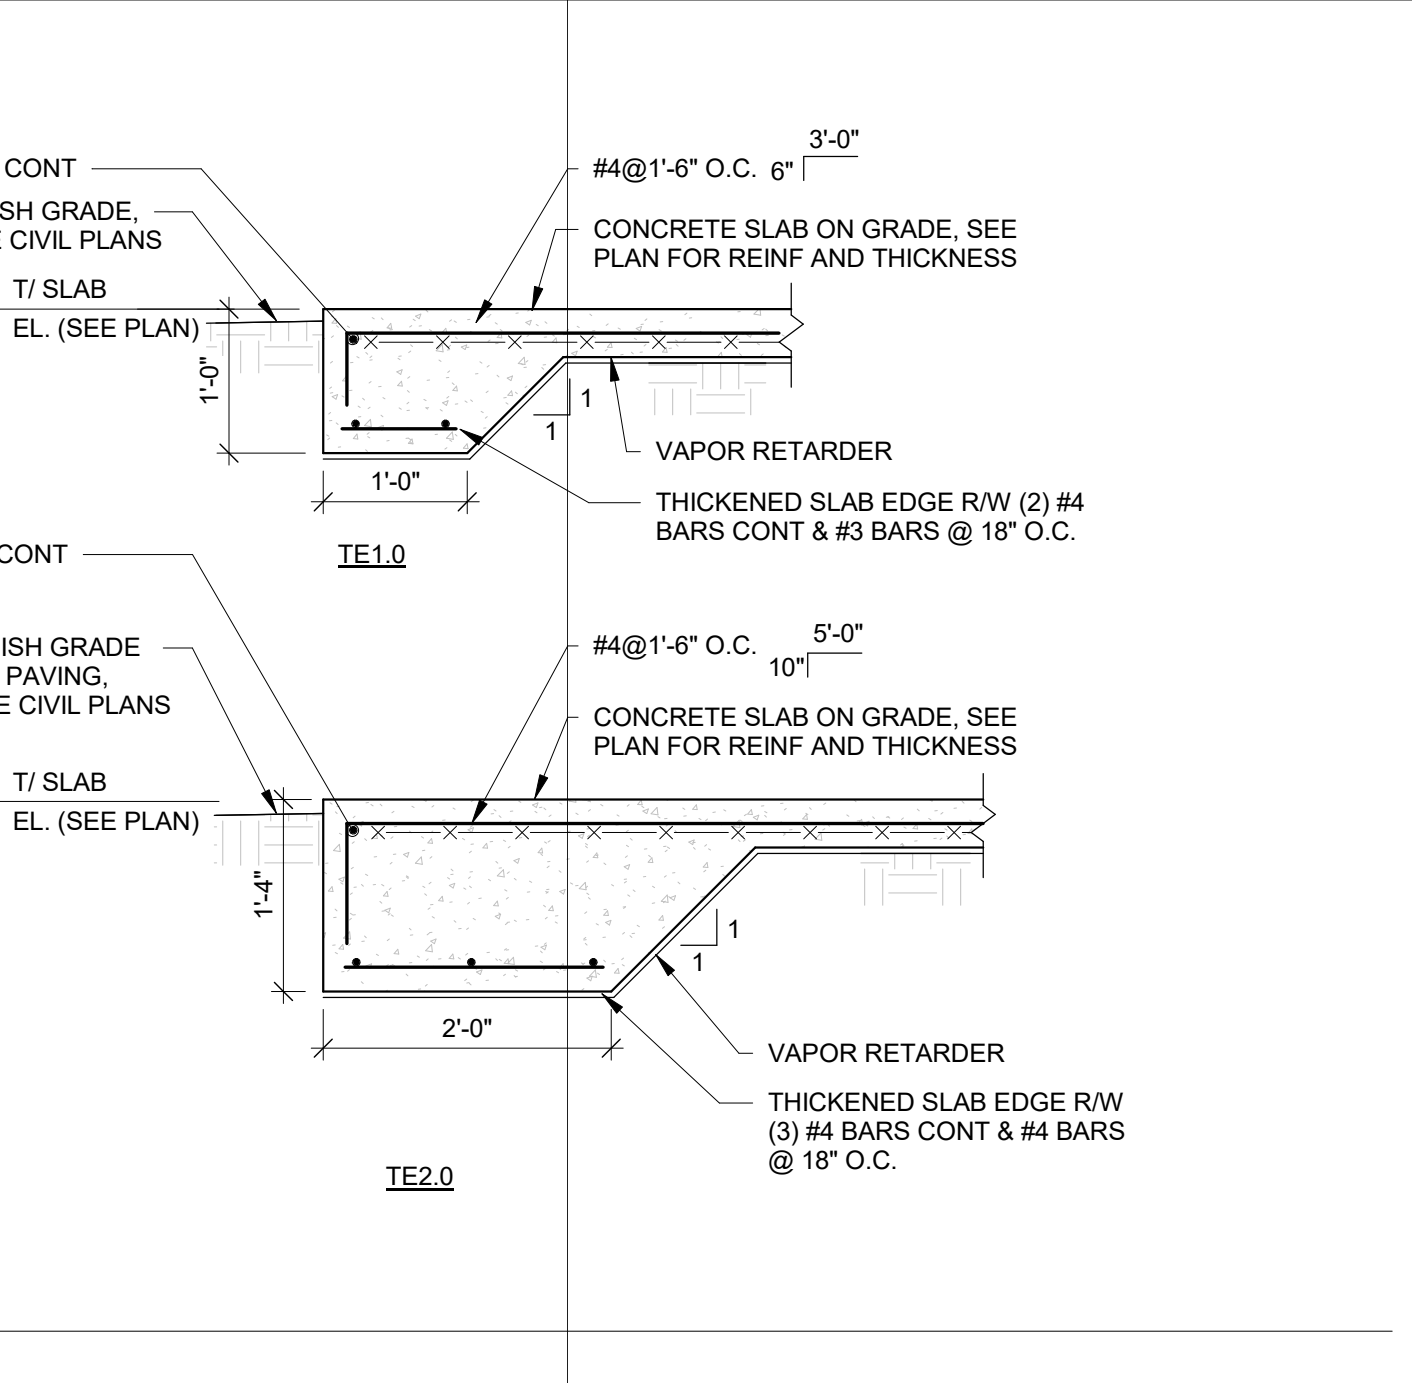 CONT
#4@1'-6" O.C. 6" 3'-0"
SH GRADE,
E CIVIL PLANS
CONCRETE SLAB ON GRADE, SEE
PLAN FOR REINF AND THICKNESS
T/ SLAB
EL. (SEE PLAN)
1'-0"
1
1
VAPOR RETARDER
1'-0"
THICKENED SLAB EDGE R/W (2) #4
BARS CONT & #3 BARS @ 18" O.C.
TE1.0
CONT
#4@1'-6" O.C. 10" 5'-0"
ISH GRADE
PAVING,
E CIVIL PLANS
CONCRETE SLAB ON GRADE, SEE
PLAN FOR REINF AND THICKNESS
T/ SLAB
EL. (SEE PLAN)
1'-4"
1
1
2'-0"
VAPOR RETARDER
THICKENED SLAB EDGE R/W
(3) #4 BARS CONT & #4 BARS
@ 18" O.C.
TE2.0